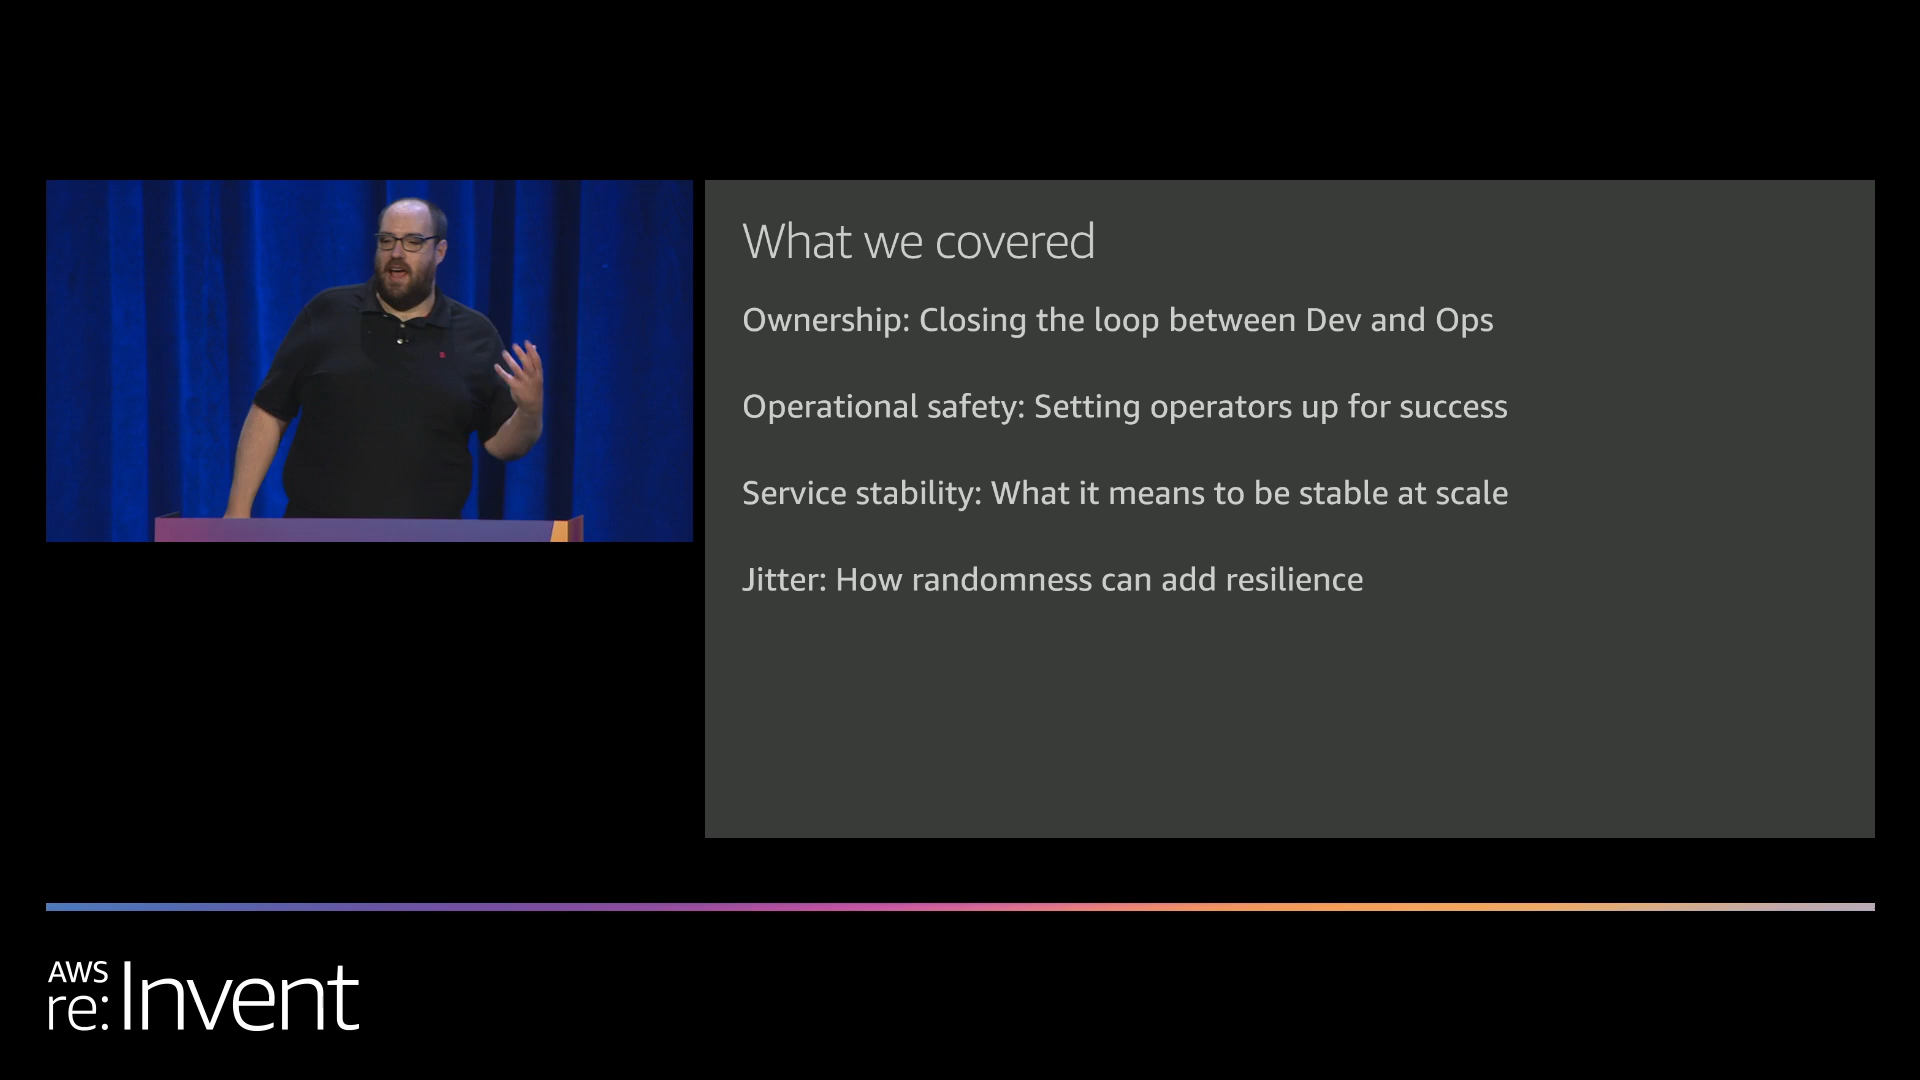 What we covered
Ownership: Closing the loop between Dev and Ops
Operational safety: Setting operators up for success
Service stability: What it means to be stable at scale
Jitter: How randomness can add resilience
AWS
re:Invent